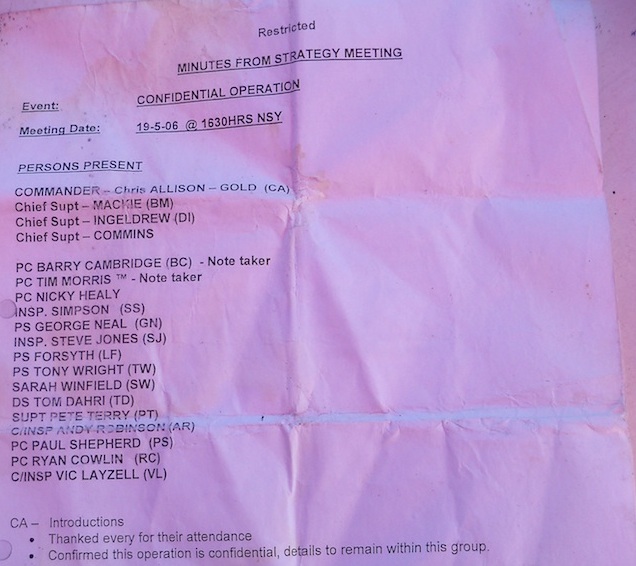 Restricted
MINUTES FROM STRATEGY MEETING
Event: CONFIDENTIAL OPERATION
Meeting Date: 19-5-06 @ 1630HRS NSY
PERSONS PRESENT
COMMANDER – Chris ALLISON – GOLD (CA)
Chief Supt – MACKIE (BM)
Chief Supt – INGELDREW (DI)
Chief Supt – COMMINS
PC BARRY CAMBRIDGE (BC) - Note taker
PC TIM MORRIS ™ - Note taker
PC NICKY HEALY
INSP. SIMPSON (SS)
PS GEORGE NEAL (GN)
INSP. STEVE JONES (SJ)
PS FORSYTH (LF)
PS TONY WRIGHT (TW)
SARAH WINFIELD (SW)
DS TOM DAHRI (TD)
SUPT PETE TERRY (PT)
C/INSP ANDY ROBINSON (AR)
PC PAUL SHEPHERD (PS)
PC RYAN COWLIN (RC)
C/INSP VIC LAYZELL (VL)
CA – Introductions
• Thanked every for their attendance
• Confirmed this operation is confidential, details to remain within this group.